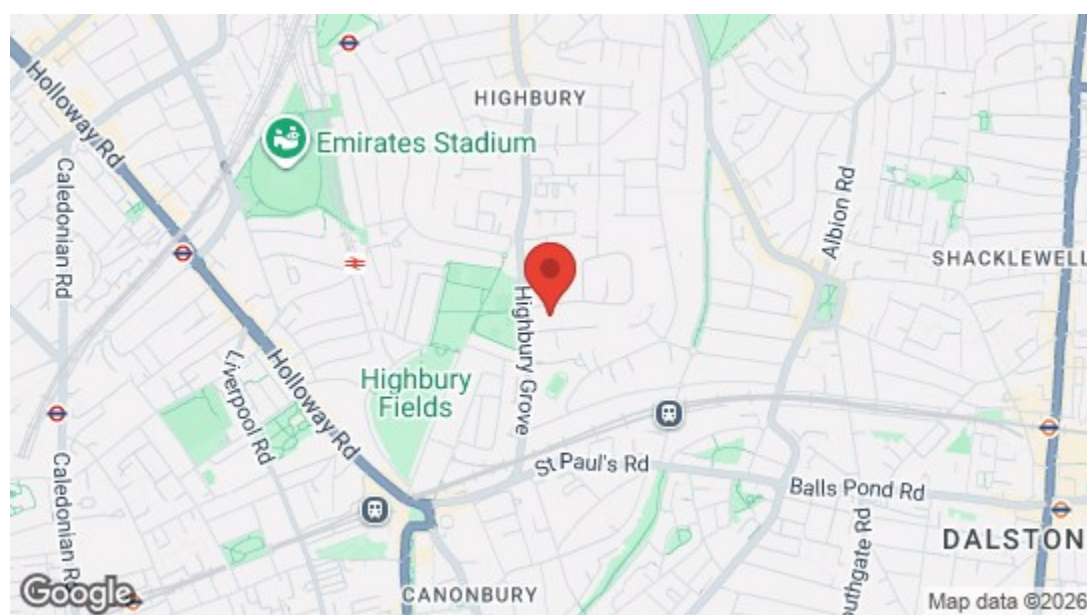 Holloway Rd
HIGHBURY
Emirates Stadium
Caledonian Rd
Albion Rd
SHACKLEWELL
Highbury Grove
Liverpool Rd
Holloway Rd
Highbury
Fields
St Paul's Rd
Balls Pond Rd
Caledonian Rd
DALSTON
outhgate Rd
CANONBURY
Google
Map data ©2026